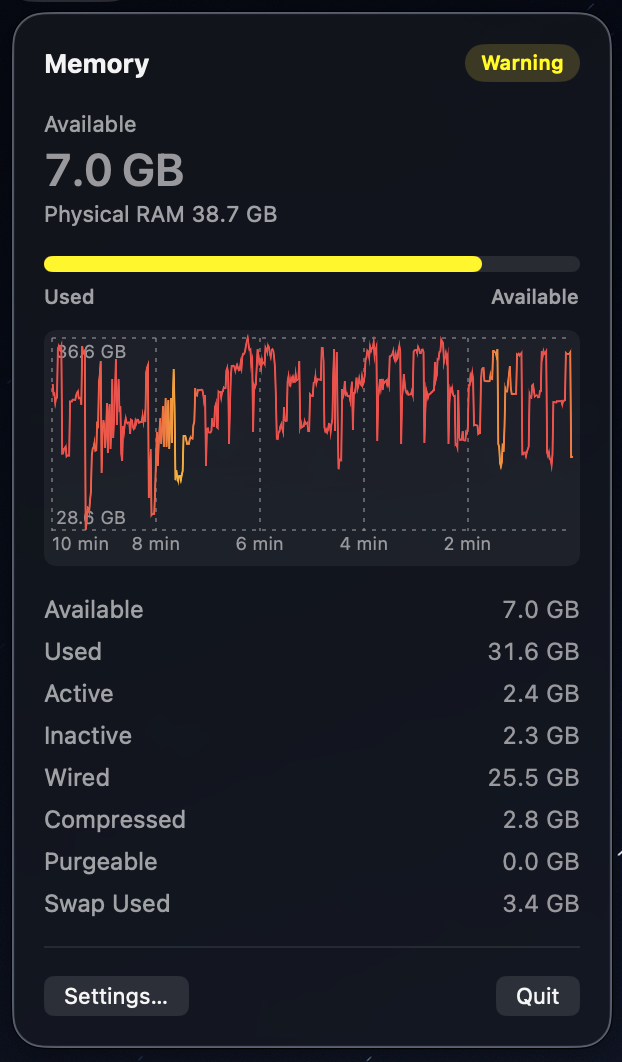 Memory Warning
Available
7.0 GB
Physical RAM 38.7 GB
Used Available
36.6 GB
28.6 GB
10 min 8 min 6 min 4 min 2 min
Available 7.0 GB
Used 31.6 GB
Active 2.4 GB
Inactive 2.3 GB
Wired 25.5 GB
Compressed 2.8 GB
Purgeable 0.0 GB
Swap Used 3.4 GB
Settings... Quit